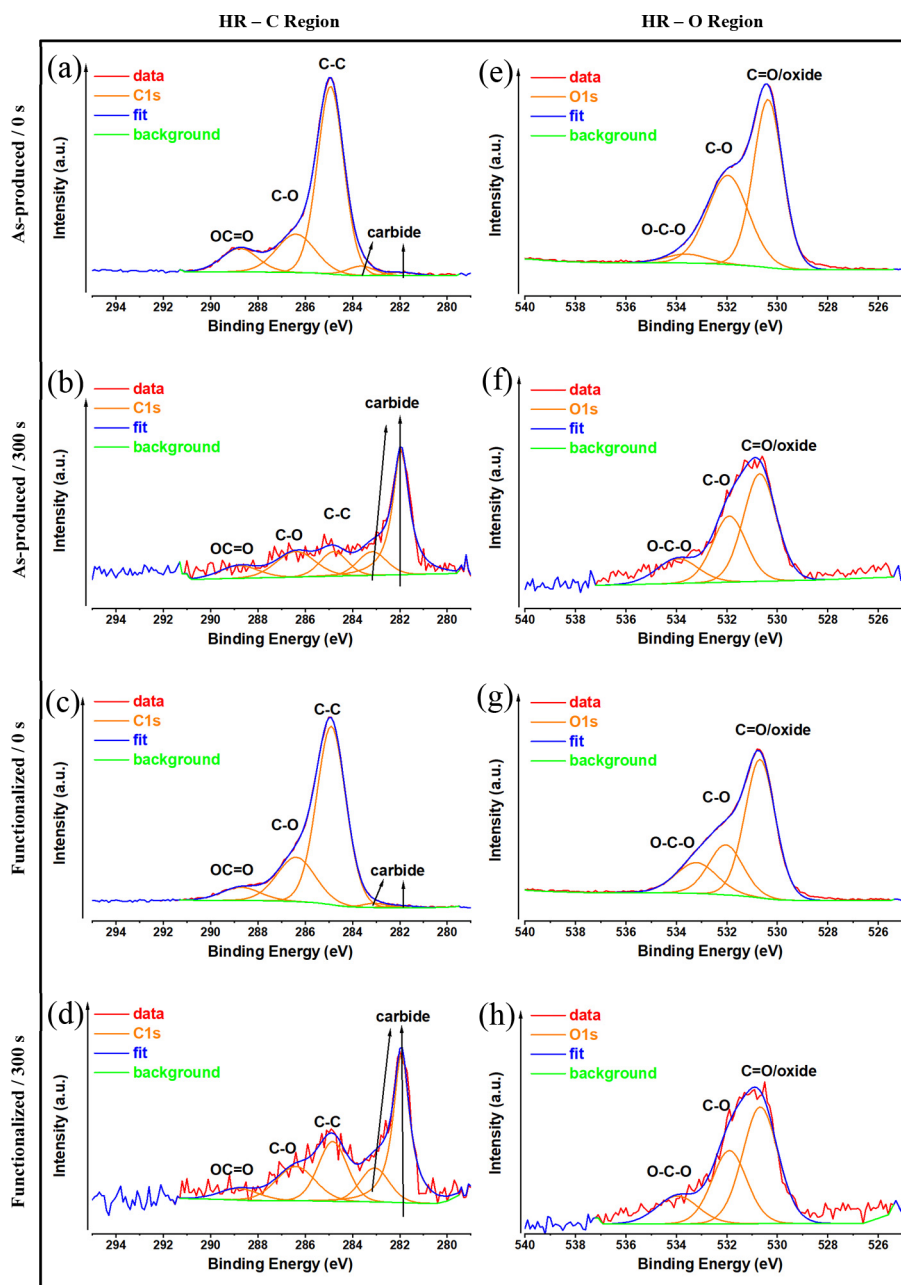 HR – C Region
HR – O Region
As-produced / 0 s
(a)
data
C1s
fit
background
C-C
C-O
OC=O
carbide
Intensity (a.u.)
294 292 290 288 286 284 282 280
Binding Energy (eV)
(e)
data
O1s
fit
background
C=O/oxide
C-O
O-C-O
Intensity (a.u.)
540 538 536 534 532 530 528 526
Binding Energy (eV)
As-produced / 300 s
(b)
data
C1s
fit
background
carbide
C-C
C-O
OC=O
Intensity (a.u.)
294 292 290 288 286 284 282 280
Binding Energy (eV)
(f)
data
O1s
fit
background
C=O/oxide
C-O
O-C-O
Intensity (a.u.)
540 538 536 534 532 530 528 526
Binding Energy (eV)
Functionalized / 0 s
(c)
data
C1s
fit
background
C-C
C-O
OC=O
carbide
Intensity (a.u.)
294 292 290 288 286 284 282 280
Binding Energy (eV)
(g)
data
O1s
fit
background
C=O/oxide
C-O
O-C-O
Intensity (a.u.)
540 538 536 534 532 530 528 526
Binding Energy (eV)
Functionalized / 300 s
(d)
data
C1s
fit
background
carbide
C-C
C-O
OC=O
Intensity (a.u.)
294 292 290 288 286 284 282 280
Binding Energy (eV)
(h)
data
O1s
fit
background
C=O/oxide
C-O
O-C-O
Intensity (a.u.)
540 538 536 534 532 530 528 526
Binding Energy (eV)